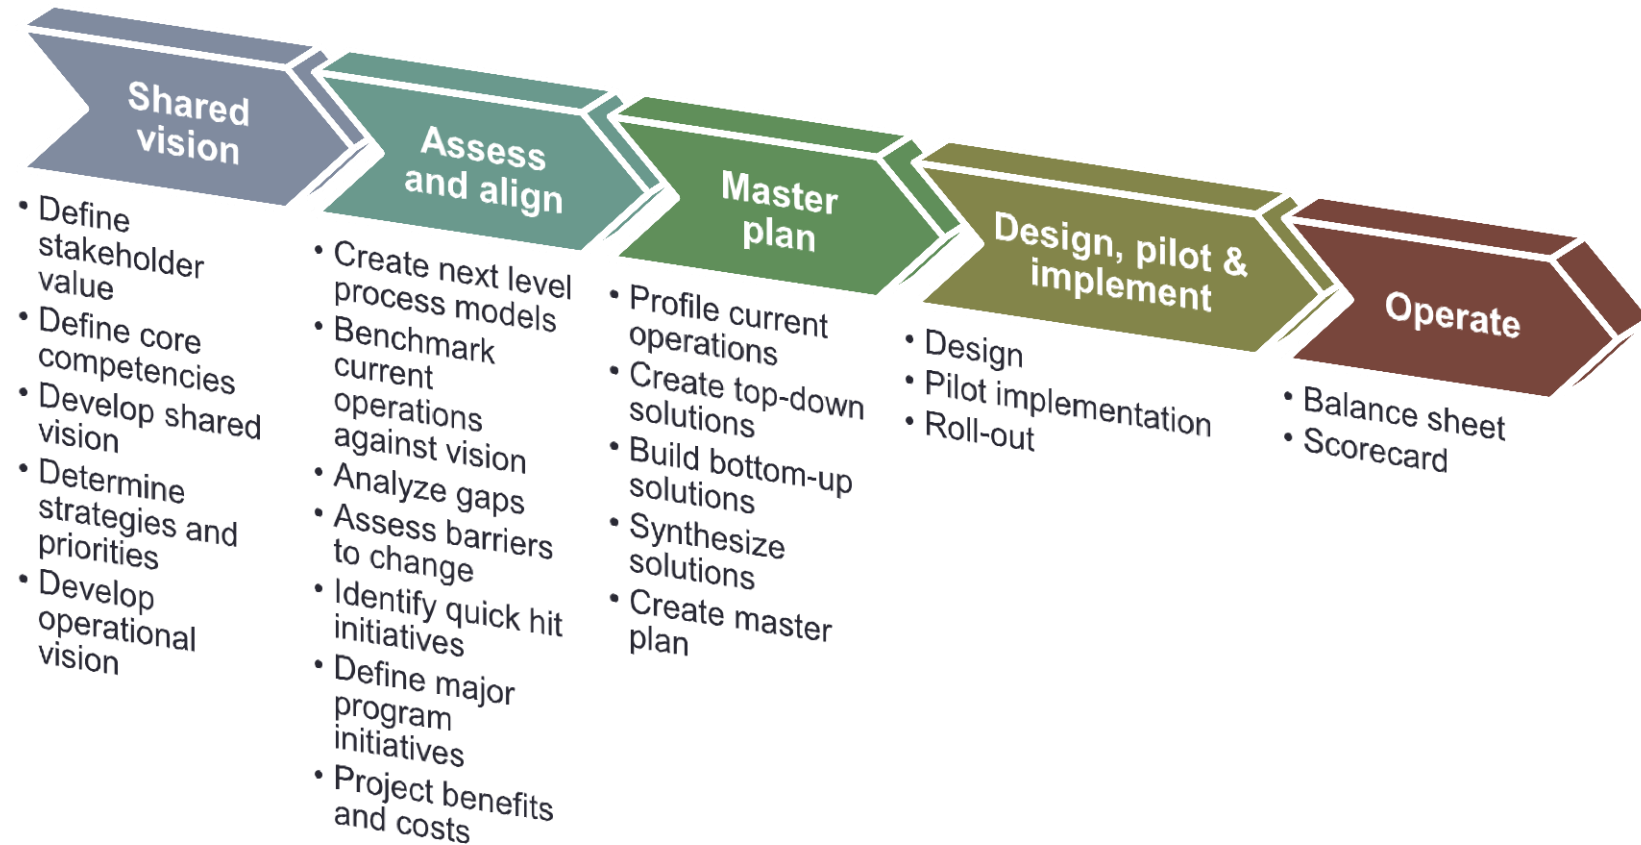 Shared
vision
• Define
stakeholder
value
• Define core
competencies
• Develop shared
vision
• Determine
strategies and
priorities
• Develop
operational
vision
Assess
and align
• Create next level
process models
• Benchmark
current
operations
against vision
• Analyze gaps
• Assess barriers
to change
• Identify quick hit
initiatives
• Define major
program
initiatives
• Project benefits
and costs
Master
plan
• Profile current
operations
• Create top-down
solutions
• Build bottom-up
solutions
• Synthesize
solutions
• Create master
plan
Design, pilot &
implement
• Design
• Pilot implementation
• Roll-out
Operate
• Balance sheet
• Scorecard